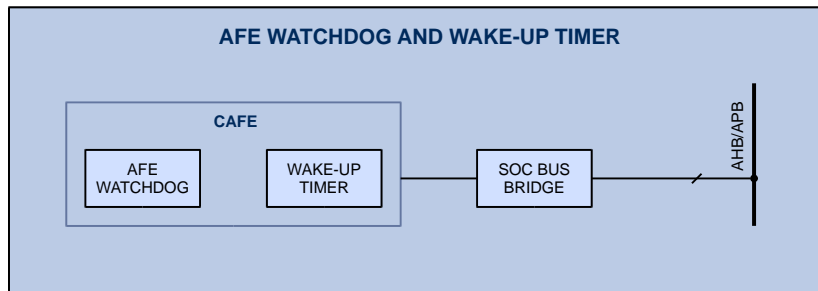 AFE WATCHDOG AND WAKE-UP TIMER
CAFE
AFE
WATCHDOG
WAKE-UP
TIMER
SOC BUS
BRIDGE
AHB/APB